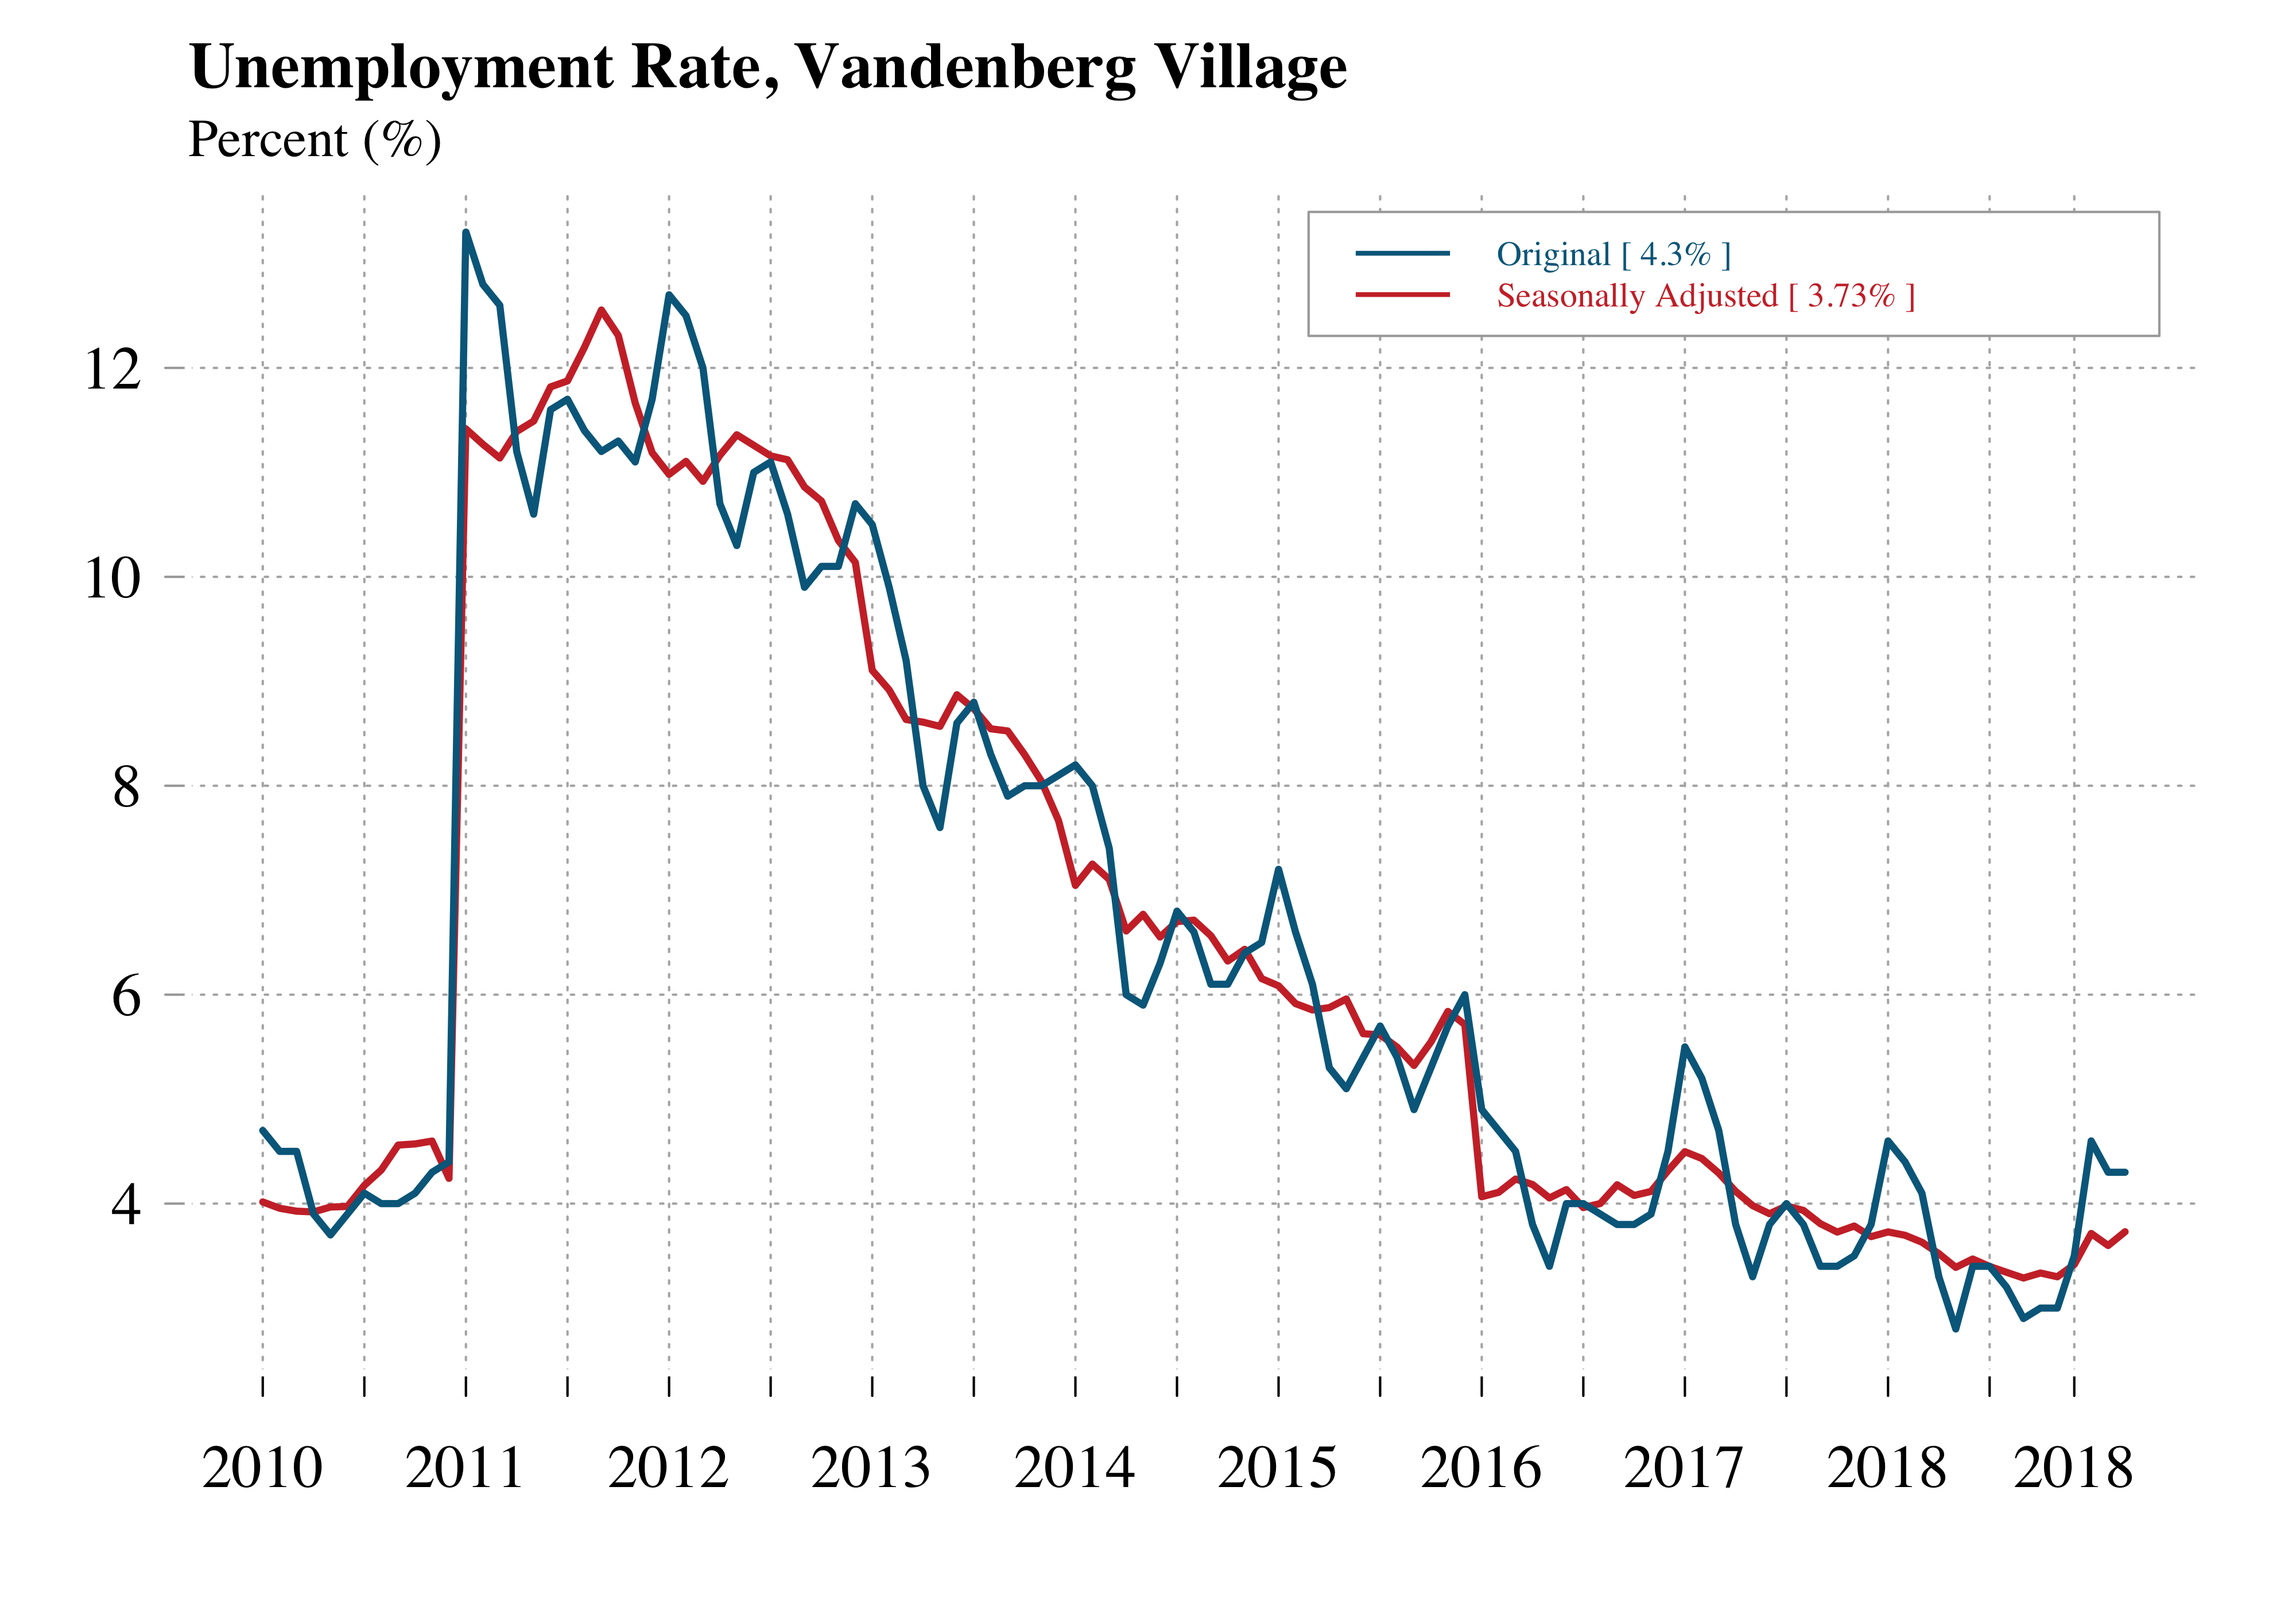 Unemployment Rate, Vandenberg Village
Percent (%)
Original [ 4.3% ]
Seasonally Adjusted [ 3.73% ]
12
10
8
6
4
2010 2011 2012 2013 2014 2015 2016 2017 2018 2018